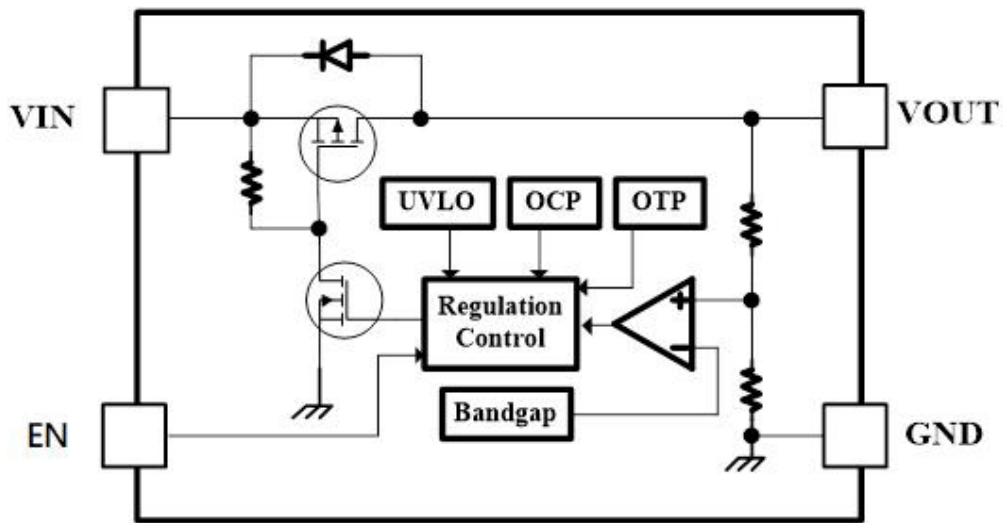 VIN
VOUT
UVLO
OCP
OTP
Regulation
Control
+
−
Bandgap
EN
GND